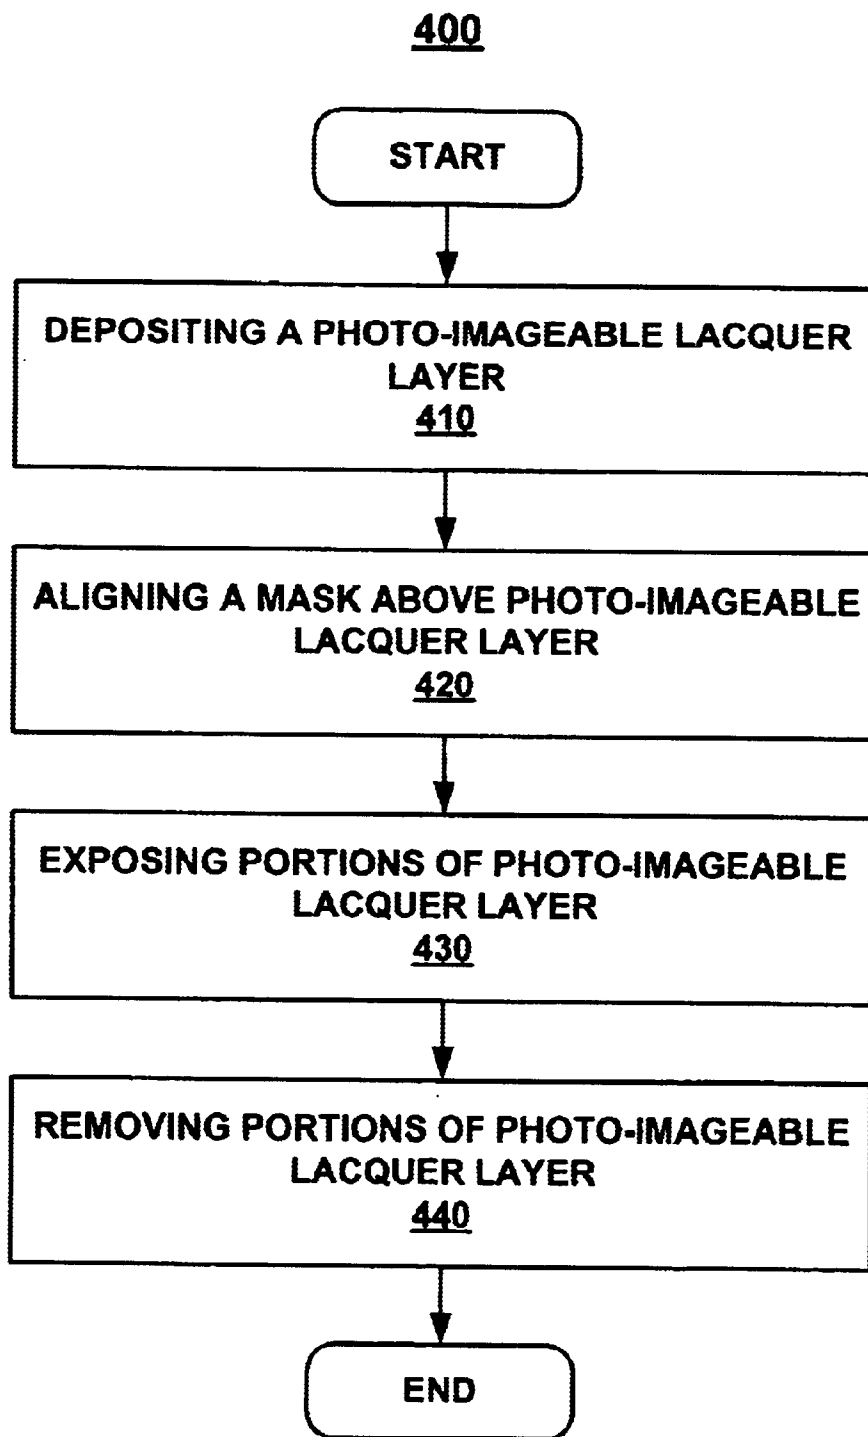 400
START
DEPOSITING A PHOTO-IMAGEABLE LACQUER
LAYER
410
ALIGNING A MASK ABOVE PHOTO-IMAGEABLE
LACQUER LAYER
420
EXPOSING PORTIONS OF PHOTO-IMAGEABLE
LACQUER LAYER
430
REMOVING PORTIONS OF PHOTO-IMAGEABLE
LACQUER LAYER
440
END